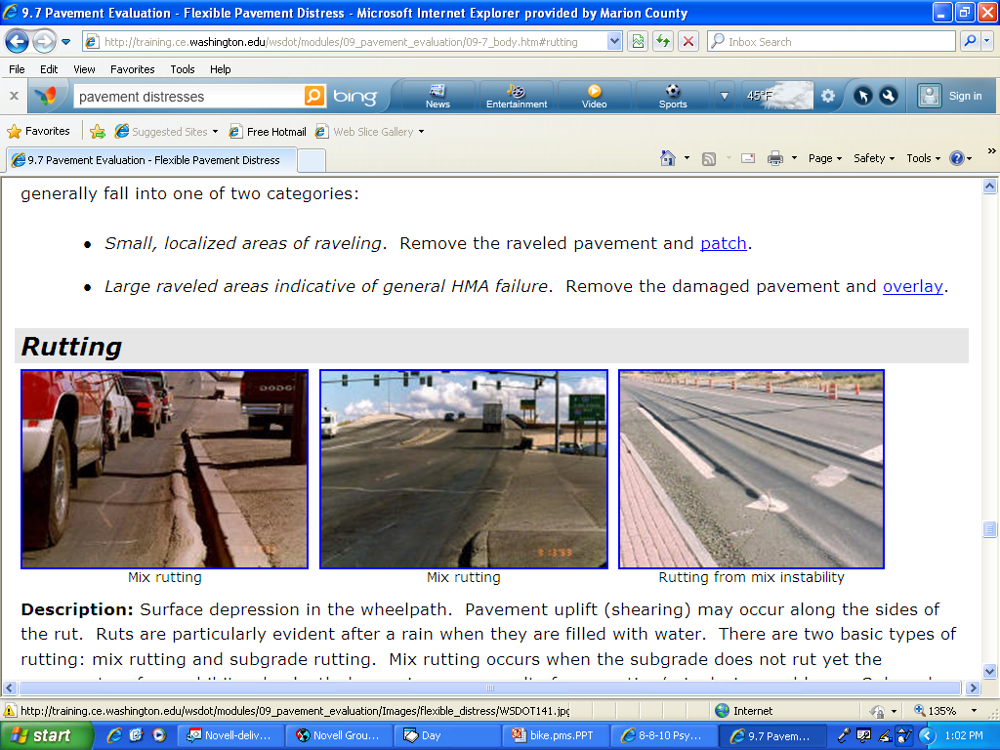 9.7 Pavement Evaluation - Flexible Pavement Distress - Microsoft Internet Explorer provided by Marion County
http://training.ce.washington.edu/wsdot/modules/09_pavement_evaluation/09-7_body.htm#rutting
Inbox Search
File Edit View Favorites Tools Help
pavement distresses bing News Entertainment Video Sports 45°F Sign in
Favorites Suggested Sites Free Hotmail Web Slice Gallery
9.7 Pavement Evaluation - Flexible Pavement Distress Page Safety Tools
generally fall into one of two categories:
• Small, localized areas of raveling. Remove the raveled pavement and patch.
• Large raveled areas indicative of general HMA failure. Remove the damaged pavement and overlay.
Rutting
DODGE
Mix rutting Mix rutting Rutting from mix instability
Description: Surface depression in the wheelpath. Pavement uplift (shearing) may occur along the sides of
the rut. Ruts are particularly evident after a rain when they are filled with water. There are two basic types of
rutting: mix rutting and subgrade rutting. Mix rutting occurs when the subgrade does not rut yet the
http://training.ce.washington.edu/wsdot/modules/09_pavement_evaluation/Images/flexible_distress/WSDOT141.jpg Internet 135%
start Novell-deliv... Novell Grou... Day bike.pms.PPT 8-8-10 Psy... 9.7 Pavem... 1:02 PM